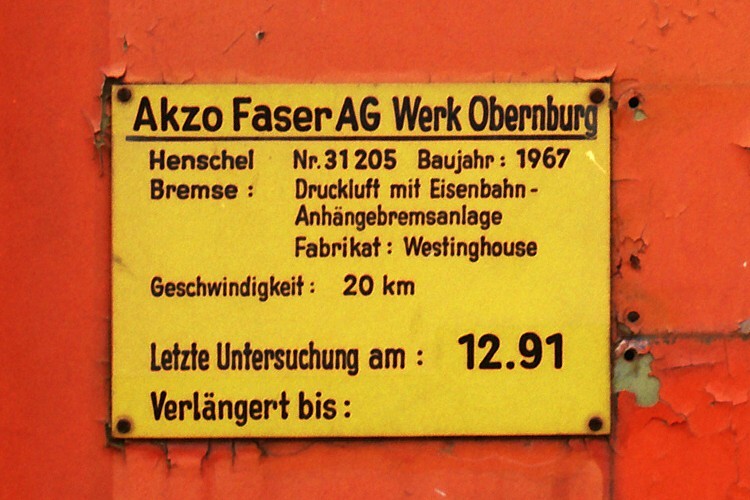 Akzo Faser AG Werk Obernburg
Henschel Nr. 31205 Baujahr: 1967
Bremse: Druckluft mit Eisenbahn-
Anhängebremsanlage
Fabrikat: Westinghouse
Geschwindigkeit: 20 km
Letzte Untersuchung am: 12.91
Verlängert bis: